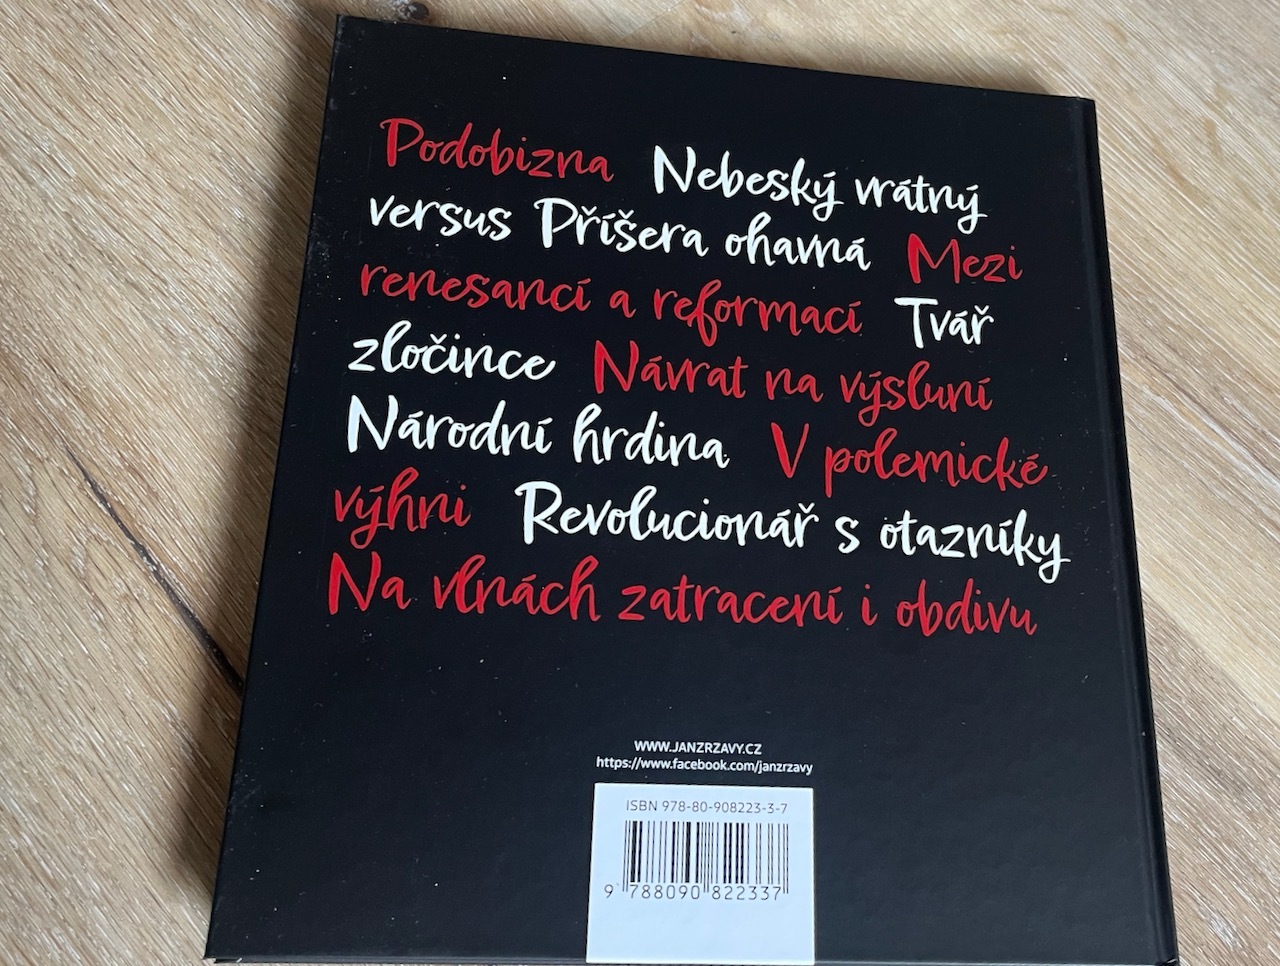 Podobizna Nebeský vrátný
versus Příšera ohavná Mezi
renesancí a reformací Tvář
zločince Návrat na výsluní
Národní hrdina V polemické
výhni Revolucionář s otazníky
Na vlnách zatracení i obdivu
WWW.JANZRZAVY.CZ
https://www.facebook.com/janzrzavy
ISBN 978-80-908223-3-7
9 788090 822337